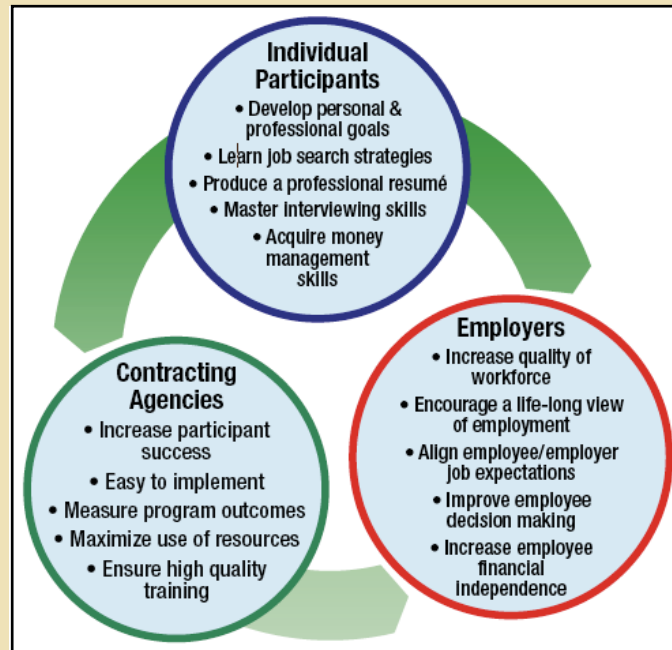 Individual
Participants
• Develop personal &
professional goals
• Learn job search strategies
• Produce a professional resumé
• Master interviewing skills
• Acquire money
management
skills
Contracting
Agencies
• Increase participant
success
• Easy to implement
• Measure program outcomes
• Maximize use of resources
• Ensure high quality
training
Employers
• Increase quality of
workforce
• Encourage a life-long view
of employment
• Align employee/employer
job expectations
• Improve employee
decision making
• Increase employee
financial
independence